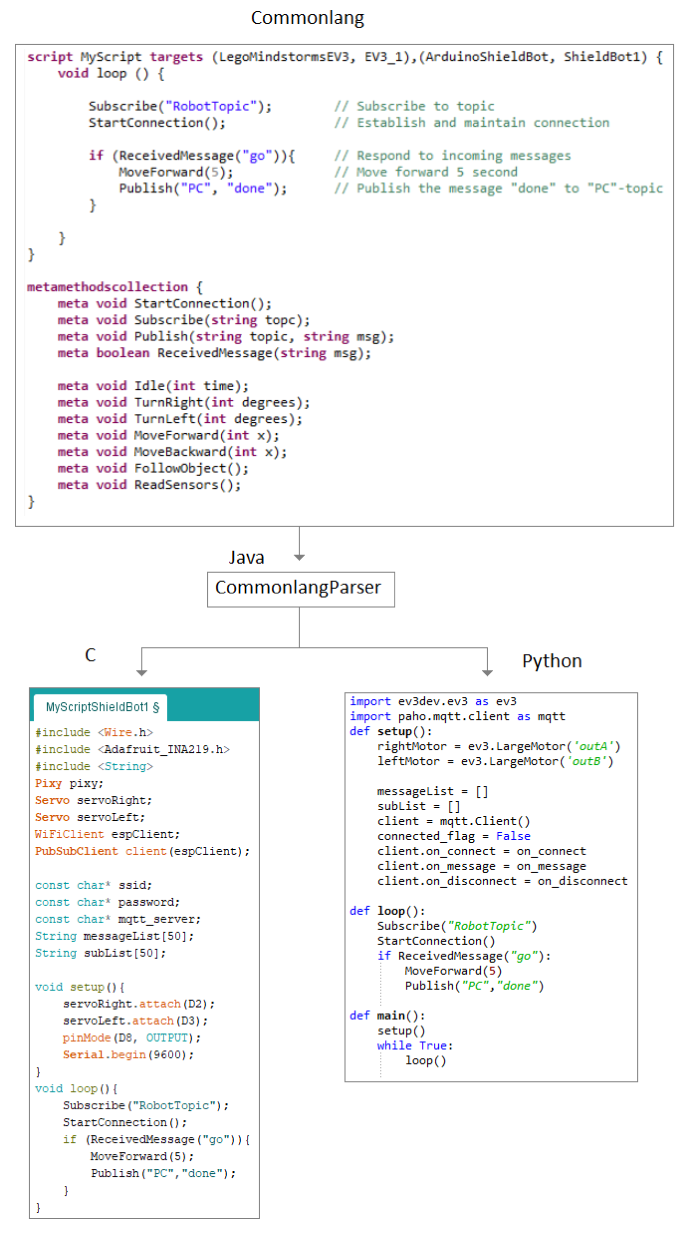 Commonlang
script MyScript targets (LegoMindstormsEV3, EV3_1),(ArduinoShieldBot, ShieldBot1) {
void loop () {
Subscribe("RobotTopic"); // Subscribe to topic
StartConnection(); // Establish and maintain connection
if (ReceivedMessage("go")){ // Respond to incoming messages
MoveForward(5); // Move forward 5 second
Publish("PC", "done"); // Publish the message "done" to "PC"-topic
}
}
}
metamethodscollection {
meta void StartConnection();
meta void Subscribe(string topc);
meta void Publish(string topic, string msg);
meta boolean ReceivedMessage(string msg);
meta void Idle(int time);
meta void TurnRight(int degrees);
meta void TurnLeft(int degrees);
meta void MoveForward(int x);
meta void MoveBackward(int x);
meta void FollowObject();
meta void ReadSensors();
}
Java
CommonlangParser
C
MyScriptShieldBot1 §
#include <Wire.h>
#include <Adafruit_INA219.h>
#include <String>
Pixy pixy;
Servo servoRight;
Servo servoLeft;
WiFiClient espClient;
PubSubClient client(espClient);
const char* ssid;
const char* password;
const char* mqtt_server;
String messageList[50];
String subList[50];
void setup(){
servoRight.attach(D2);
servoLeft.attach(D3);
pinMode(D8, OUTPUT);
Serial.begin(9600);
}
void loop(){
Subscribe("RobotTopic");
StartConnection();
if (ReceivedMessage("go")){
MoveForward(5);
Publish("PC","done");
}
}
Python
import ev3dev.ev3 as ev3
import paho.mqtt.client as mqtt
def setup():
rightMotor = ev3.LargeMotor('outA')
leftMotor = ev3.LargeMotor('outB')
messageList = []
subList = []
client = mqtt.Client()
connected_flag = False
client.on_connect = on_connect
client.on_message = on_message
client.on_disconnect = on_disconnect
def loop():
Subscribe("RobotTopic")
StartConnection()
if ReceivedMessage("go"):
MoveForward(5)
Publish("PC","done")
def main():
setup()
while True:
loop()